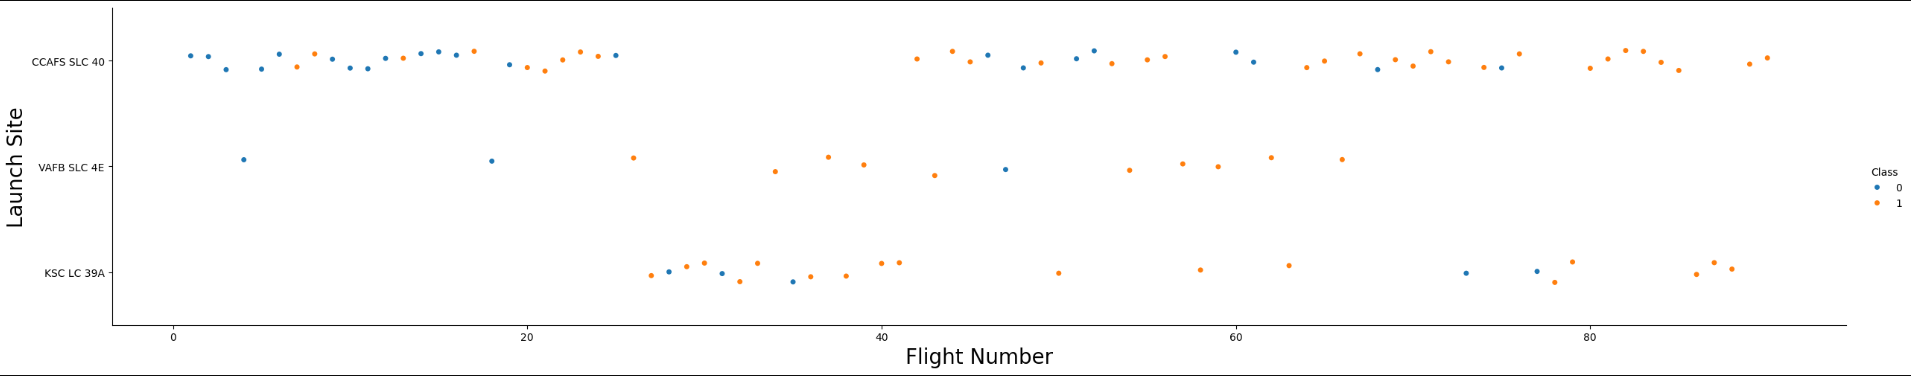 Launch Site
CCAFS SLC 40
VAFB SLC 4E
KSC LC 39A
0 20 40 60 80
Flight Number
Class
0
1